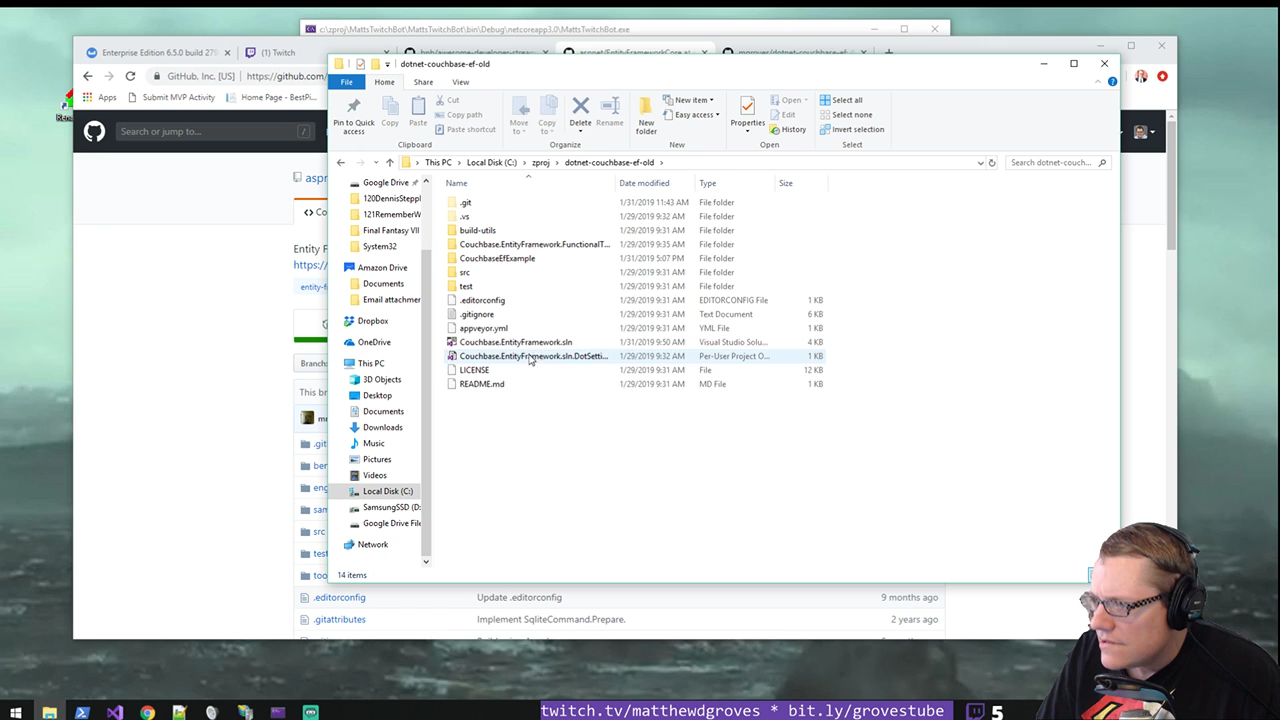 c:\zproj\MattsTwitchBot\MattsTwitchBot\bin\Debug\netcoreapp3.0\MattsTwitchBot.exe
Enterprise Edition 6.5.0 build 279
(1) Twitch
GitHub, Inc. [US]
https://github.com/
Apps
Submit MVP Activity
Home Page - BestPl...
Search or jump to...
/
aspn
<> Co
Entity F
https:/
entity-f
Branch:
This br
.git
src
.editorconfig
Update .editorconfig
9 months ago
.gitattributes
Implement SqliteCommand.Prepare.
2 years ago
dotnet-couchbase-ef-old
File
Home
Share
View
Pin to Quick access
Copy
Paste
Cut
Copy path
Paste shortcut
Clipboard
Move to
Copy to
Delete
Rename
Organize
New folder
New item
Easy access
New
Properties
Open
Edit
History
Open
Select all
Select none
Invert selection
Select
This PC > Local Disk (C:) > zproj > dotnet-couchbase-ef-old >
Search dotnet-couch...
Name
Date modified
Type
Size
Google Drive
120DennisSteppl
121RememberW
Final Fantasy VII
System32
Amazon Drive
Documents
Email attachmer
Dropbox
OneDrive
This PC
3D Objects
Desktop
Documents
Downloads
Music
Pictures
Videos
Local Disk (C:)
SamsungSSD (D:
Google Drive File
Network
.git 1/31/2019 11:43 AM File folder
.vs 1/29/2019 9:32 AM File folder
build-utils 1/29/2019 9:31 AM File folder
Couchbase.EntityFramework.FunctionalT... 1/29/2019 9:35 AM File folder
CouchbaseEfExample 1/31/2019 5:07 PM File folder
src 1/29/2019 9:31 AM File folder
test 1/29/2019 9:31 AM File folder
.editorconfig 1/29/2019 9:31 AM EDITORCONFIG File 1 KB
.gitignore 1/29/2019 9:31 AM Text Document 6 KB
appveyor.yml 1/29/2019 9:31 AM YML File 1 KB
Couchbase.EntityFramework.sln 1/31/2019 9:50 AM Visual Studio Solu... 4 KB
Couchbase.EntityFramework.sln.DotSetti... 1/29/2019 9:32 AM Per-User Project O... 1 KB
LICENSE 1/29/2019 9:31 AM File 12 KB
README.md 1/29/2019 9:31 AM MD File 1 KB
14 items
twitch.tv/matthewdgroves * bit.ly/grovestube
5